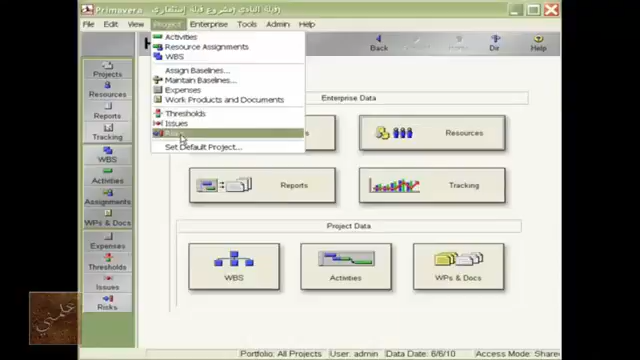 Primavera
File Edit View Project Enterprise Tools Admin Help
Activities
Resource Assignments
WBS
Assign Baselines...
Maintain Baselines...
Expenses
Work Products and Documents
Thresholds
Issues
Risks
Set Default Project...
Back
Dir
Help
Projects
Resources
Reports
Tracking
WBS
Activities
Assignments
WPs & Docs
Expenses
Thresholds
Issues
Risks
Enterprise Data
Resources
Reports
Tracking
Project Data
WBS
Activities
WPs & Docs
Portfolio: All Projects User: admin Data Date: 6/6/10 Access Mode: Share